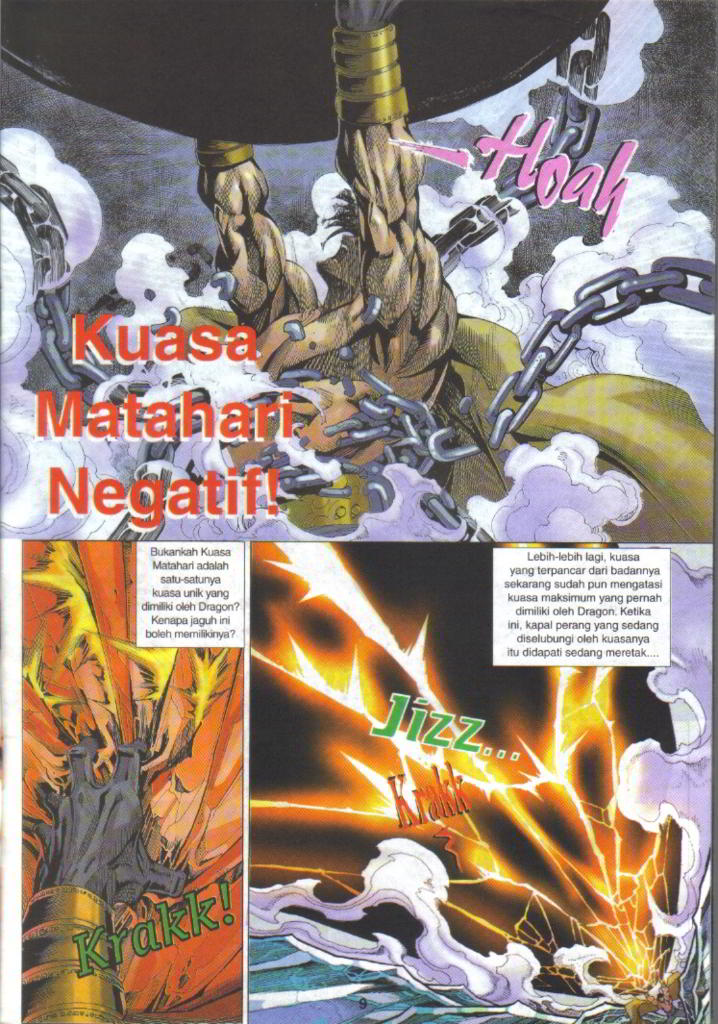 Hoah
Kuasa
Matahari
Negatif!
Bukankah Kuasa
Matahari adalah
satu-satunya
kuasa unik yang
dimiliki oleh Dragon?
Kenapa jaguh ini
boleh memilikinya?
Krakk!
Lebih-lebih lagi, kuasa
yang terpancar dari badannya
sekarang sudah pun mengatasi
kuasa maksimum yang pernah
dimiliki oleh Dragon. Ketika
ini, kapal perang yang sedang
diselubungi oleh kuasanya
itu didapati sedang meretak....
Jizz...
Krakk
9